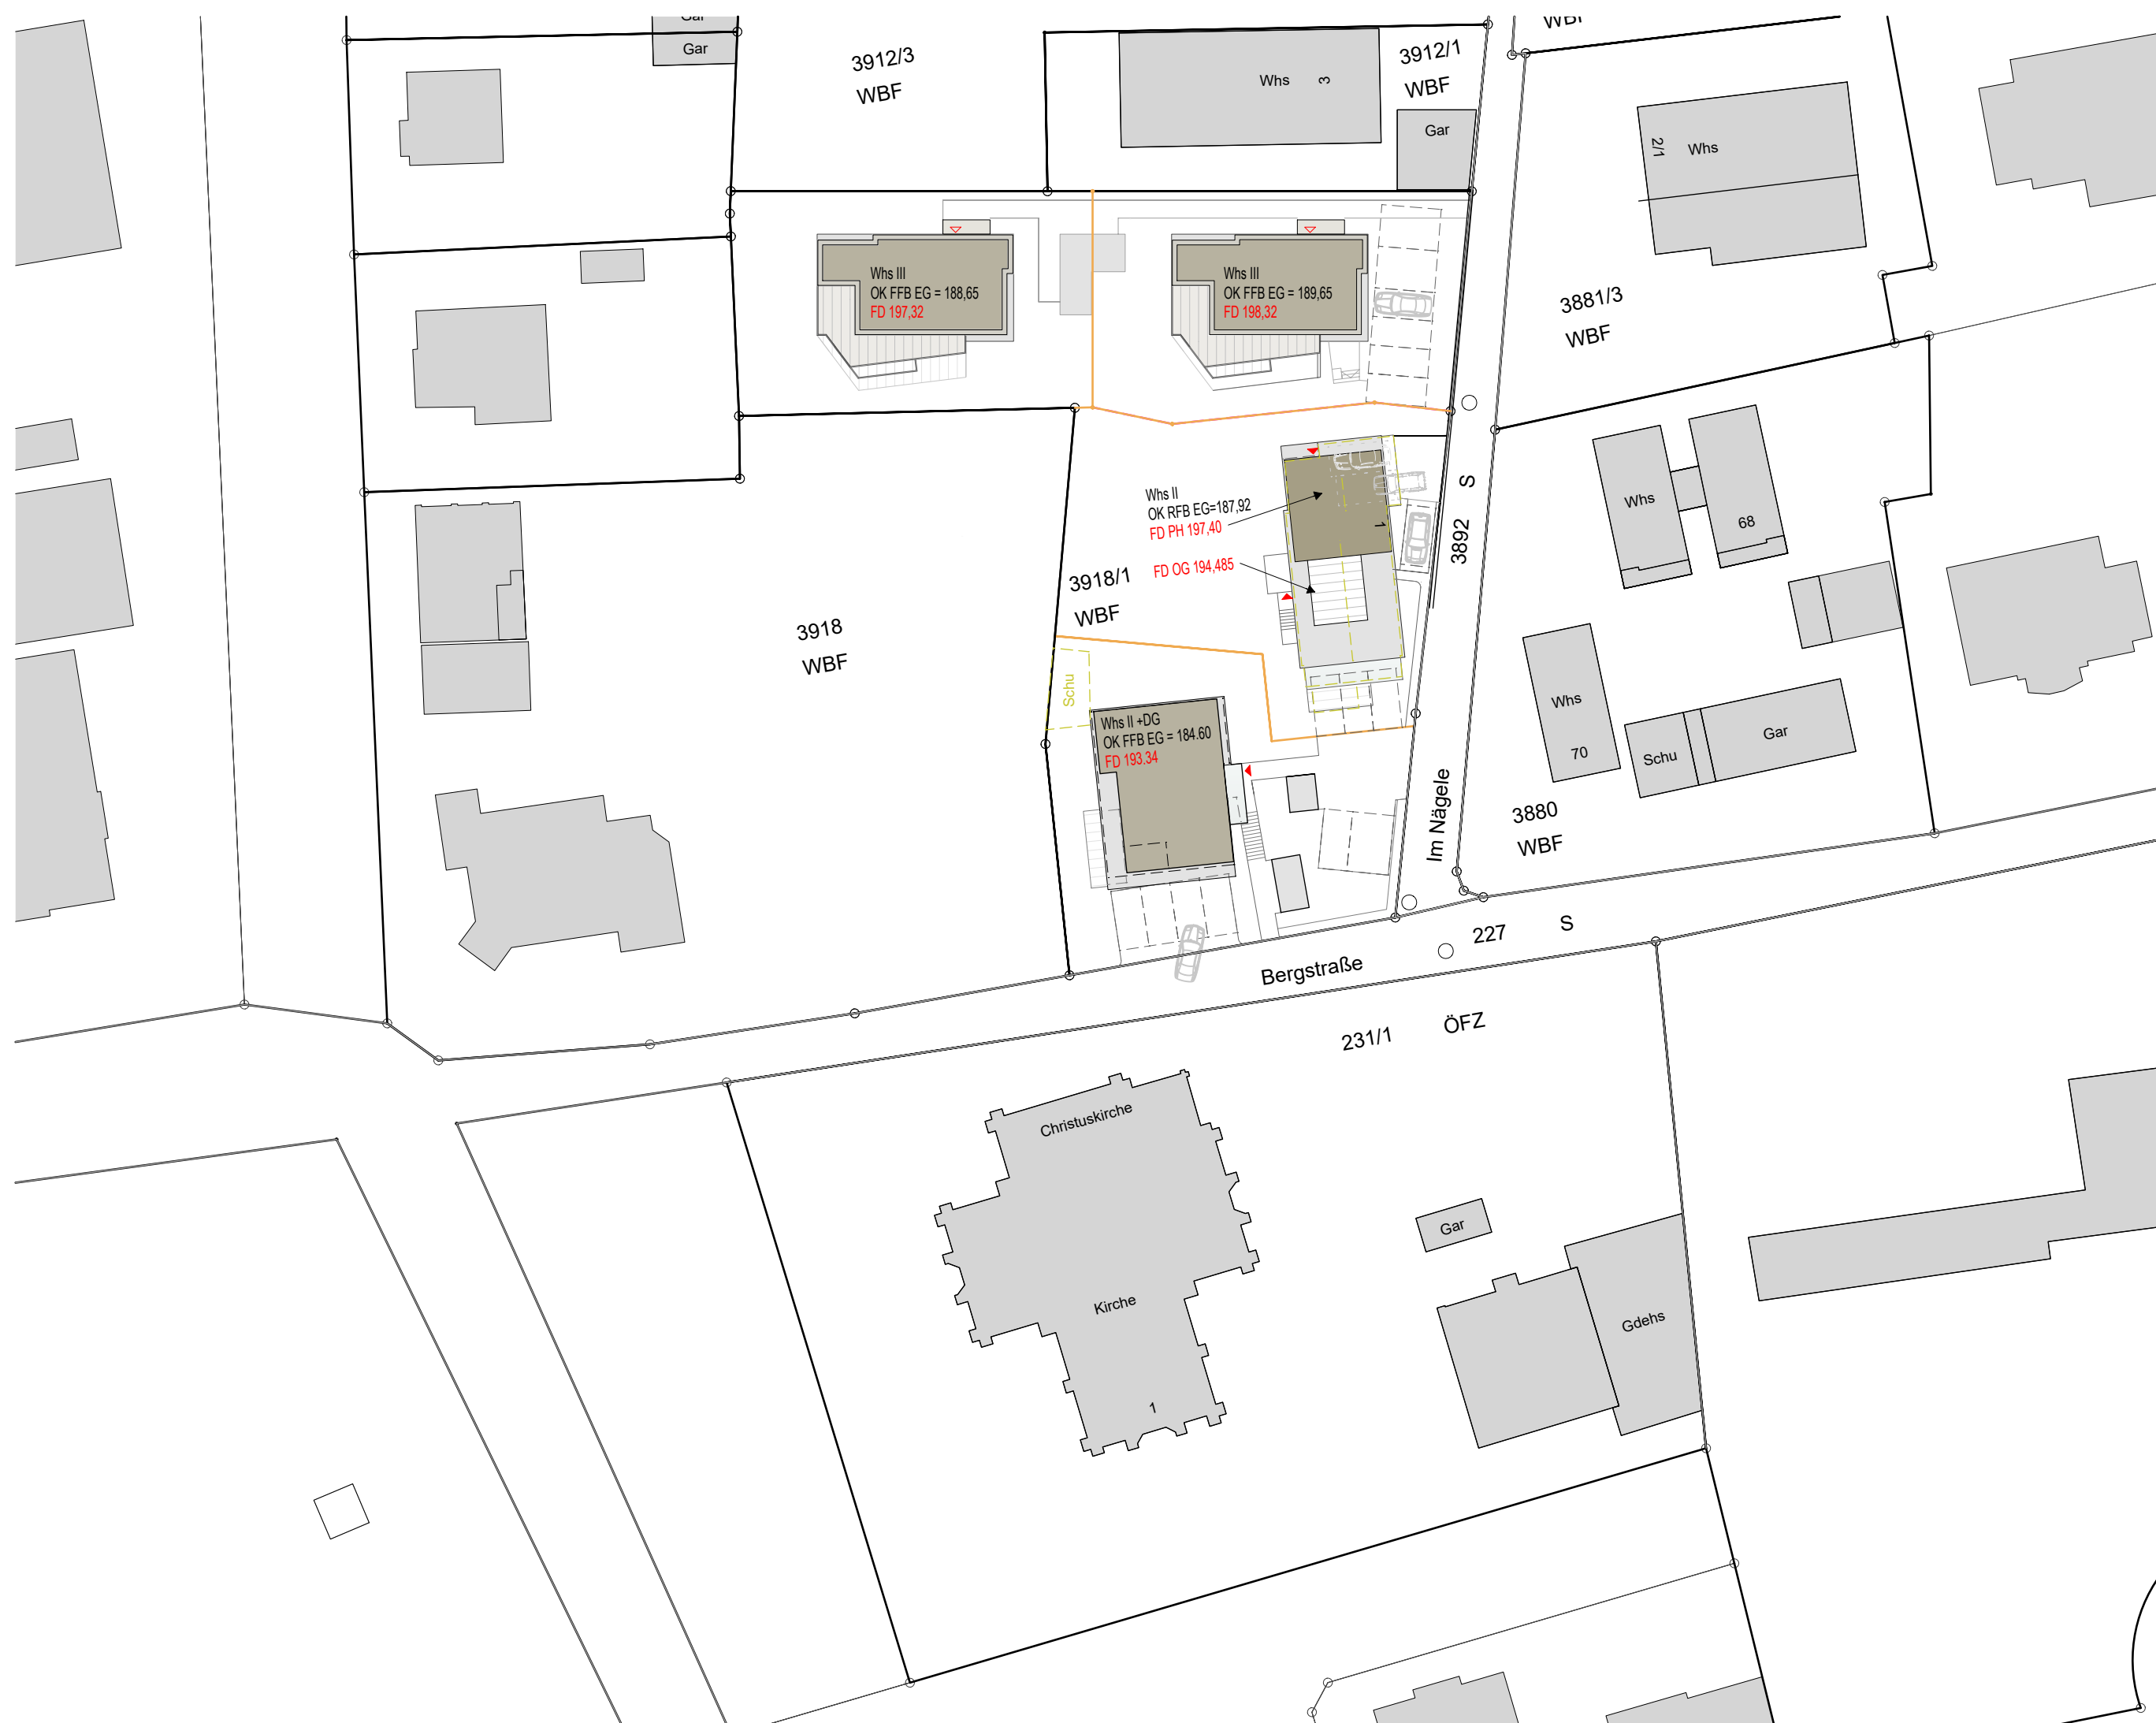 Gar
WBF
Gar
3912/3
WBF
3912/1
WBF
Whs
3
Gar
2/1
Whs
Whs III
OK FFB EG = 188,65
FD 197,32
Whs III
OK FFB EG = 189,65
FD 198,32
3881/3
WBF
Whs II
OK RFB EG=187,92
FD PH 197,40
FD OG 194,485
1
3892
S
Whs
68
3918/1
WBF
3918
WBF
Schu
Whs II +DG
OK FFB EG = 184.60
FD 193.34
Whs
70
Schu
Gar
Im Nägele
3880
WBF
227
S
Bergstraße
231/1
ÖFZ
Christuskirche
Kirche
1
Gar
Gdehs